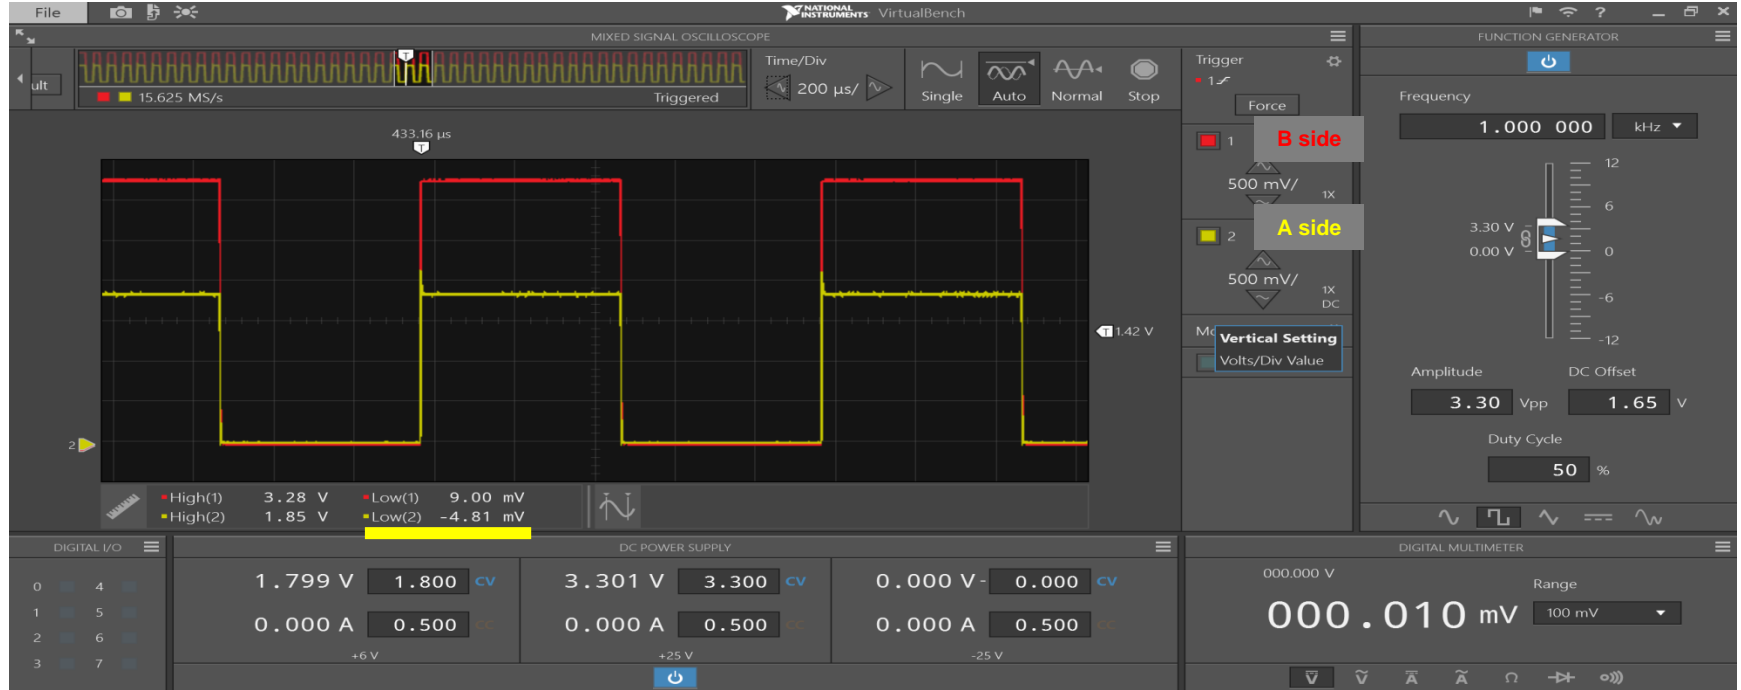 File
NATIONAL INSTRUMENTS VirtualBench
?
MIXED SIGNAL OSCILLOSCOPE
FUNCTION GENERATOR
ult
15.625 MS/s
Triggered
T
Time/Div
200 µs/
Single
Auto
Normal
Stop
Trigger
1
Force
433.16 µs
T
1
B side
500 mV/
1X
2
A side
500 mV/
1X
DC
T 1.42 V
Mo
Vertical Setting
Volts/Div Value
2
High(1) 3.28 V Low(1) 9.00 mV
High(2) 1.85 V Low(2) -4.81 mV
Frequency
1.000 000 kHz
12
6
3.30 V
0.00 V
0
-6
-12
Amplitude DC Offset
3.30 Vpp 1.65 V
Duty Cycle
50 %
DIGITAL I/O
0 4
1 5
2 6
3 7
DC POWER SUPPLY
1.799 V 1.800 CV 3.301 V 3.300 CV 0.000 V- 0.000 CV
0.000 A 0.500 CC 0.000 A 0.500 CC 0.000 A 0.500 CC
+6 V +25 V -25 V
DIGITAL MULTIMETER
000.000 V
Range
000.010 mV 100 mV
V V A A Ω